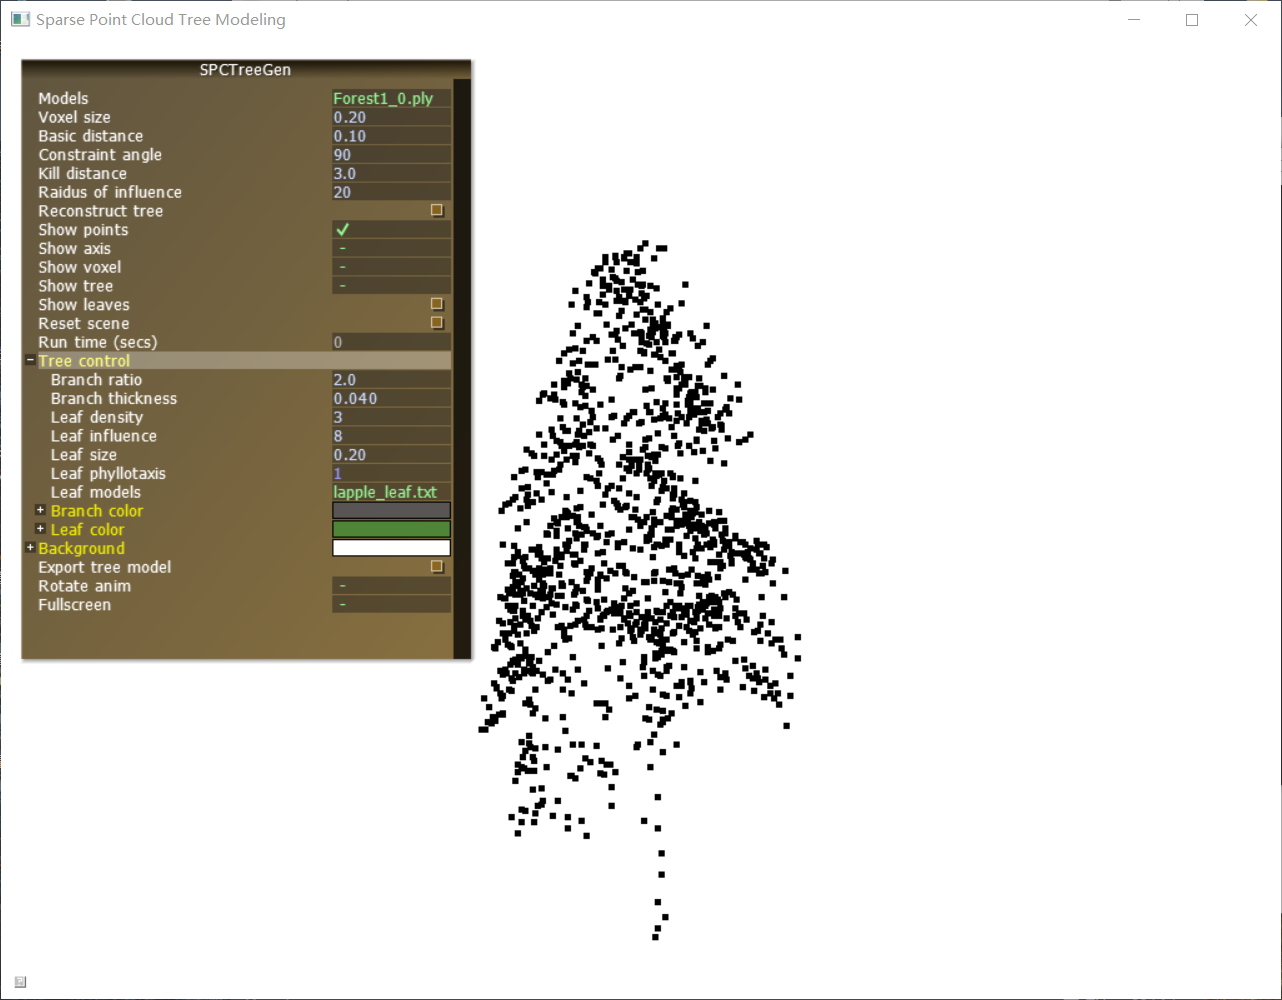 Sparse Point Cloud Tree Modeling
SPCTreeGen
Models Forest1_0.ply
Voxel size 0.20
Basic distance 0.10
Constraint angle 90
Kill distance 3.0
Raidus of influence 20
Reconstruct tree
Show points
Show axis -
Show voxel -
Show tree -
Show leaves
Reset scene
Run time (secs) 0
Tree control
Branch ratio 2.0
Branch thickness 0.040
Leaf density 3
Leaf influence 8
Leaf size 0.20
Leaf phyllotaxis 1
Leaf models lapple_leaf.txt
Branch color
Leaf color
Background
Export tree model
Rotate anim -
Fullscreen -